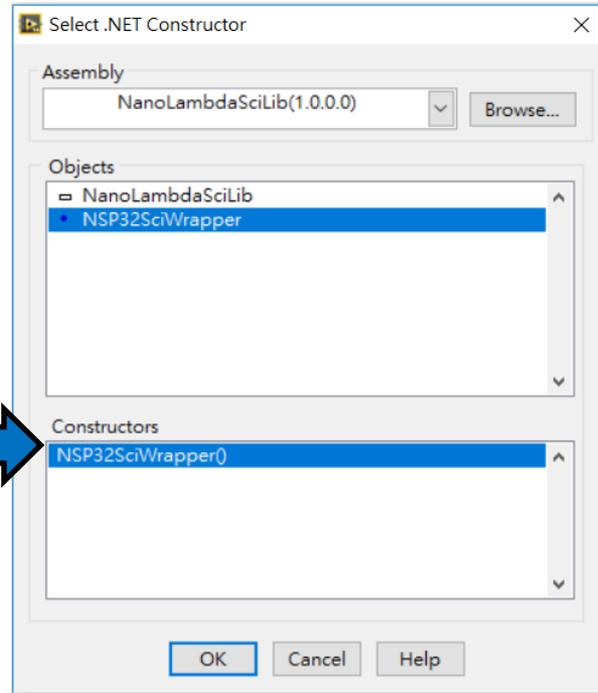 Select .NET Constructor
Assembly
NanoLambdaSciLib(1.0.0.0)
Browse...
Objects
NanoLambdaSciLib
NSP32SciWrapper
Constructors
NSP32SciWrapper()
OK Cancel Help